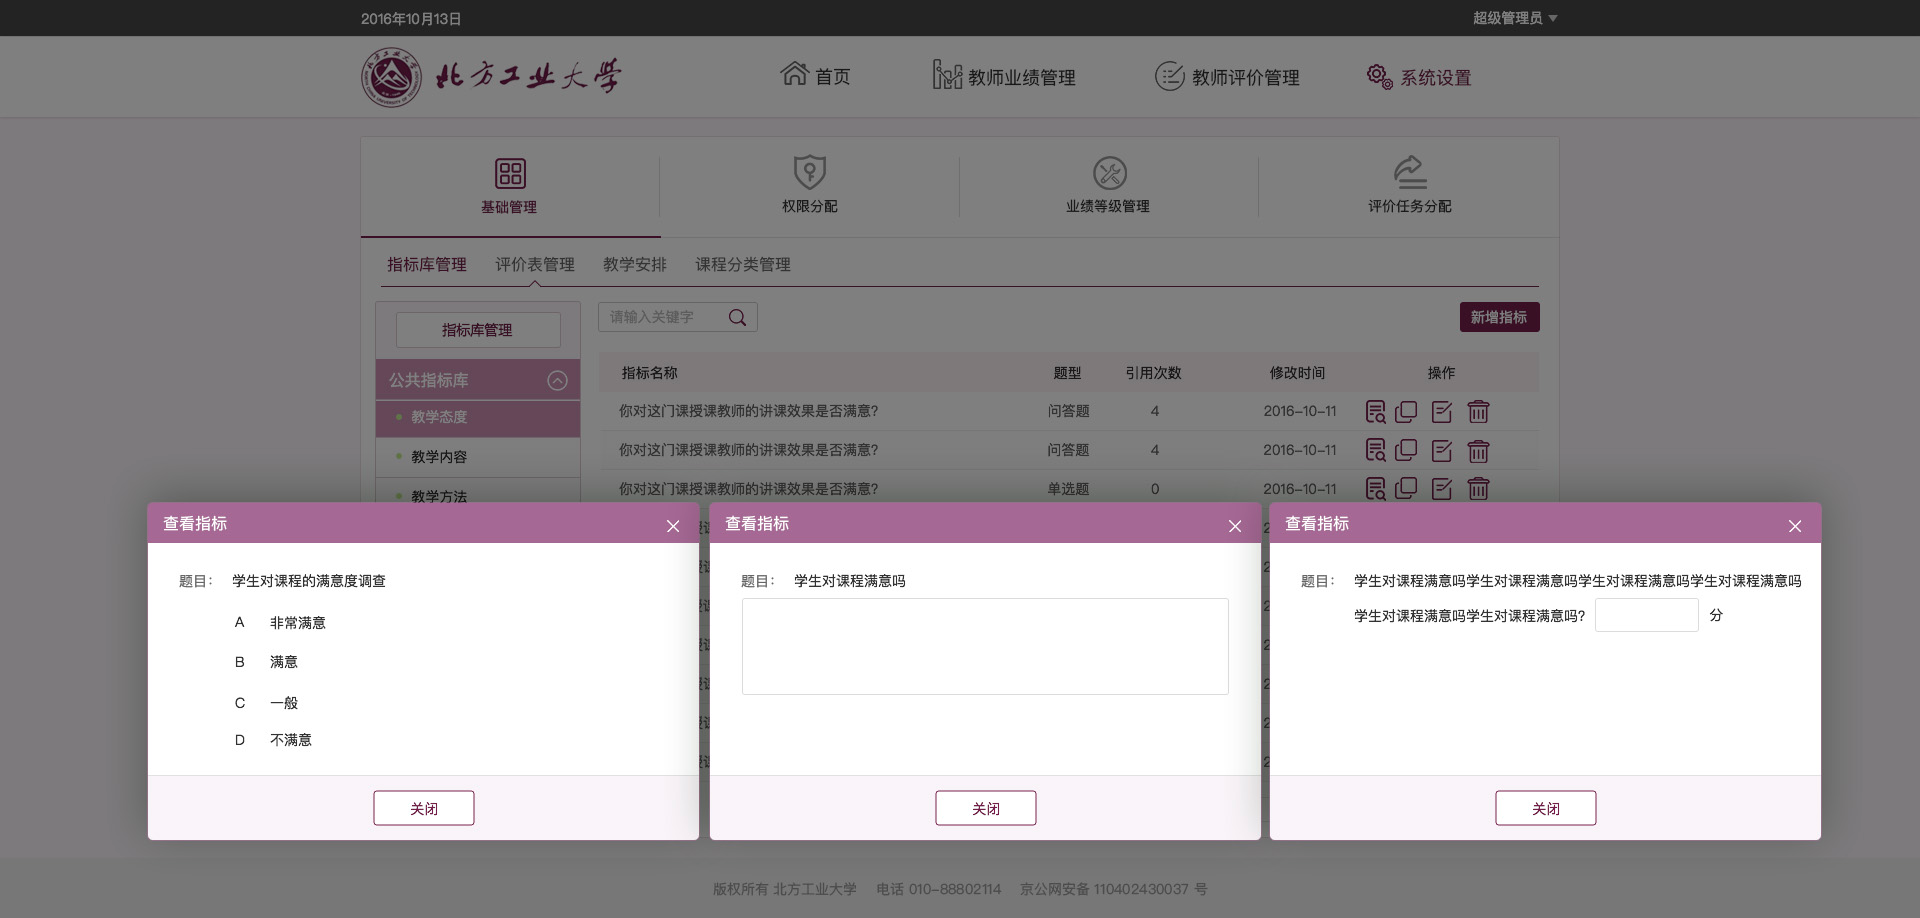 2016年10月13日
超级管理员
北方工业大学
首页
教师业绩管理
教师评价管理
系统设置
基础管理
权限分配
业绩等级管理
评价任务分配
指标库管理
评价表管理
教学安排
课程分类管理
指标库管理
请输入关键字
新增指标
公共指标库
教学态度
教学内容
教学方法
指标名称 题型 引用次数 修改时间 操作
你对这门课授课教师的讲课效果是否满意? 问答题 4 2016-10-11
你对这门课授课教师的讲课效果是否满意? 问答题 4 2016-10-11
你对这门课授课教师的讲课效果是否满意? 单选题 0 2016-10-11
查看指标
题目： 学生对课程的满意度调查
A 非常满意
B 满意
C 一般
D 不满意
关闭
查看指标
题目： 学生对课程满意吗
关闭
查看指标
题目： 学生对课程满意吗学生对课程满意吗学生对课程满意吗学生对课程满意吗
学生对课程满意吗学生对课程满意吗? 分
关闭
版权所有 北方工业大学 电话 010-88802114 京公网安备 110402430037 号